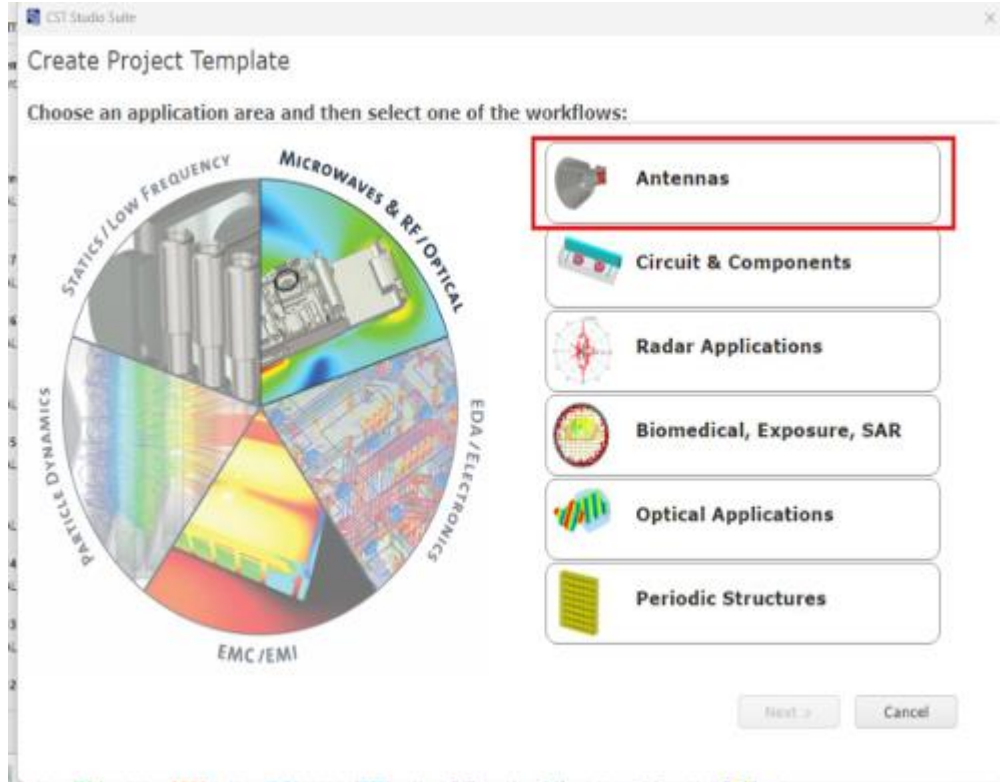 CST Studio Suite
Create Project Template
Choose an application area and then select one of the workflows:
STATICS/LOW FREQUENCY
MICROWAVES & RF/OPTICAL
EDA/ELECTRONICS
EMC/EMI
PARTICLE DYNAMICS
Antennas
Circuit & Components
Radar Applications
Biomedical, Exposure, SAR
Optical Applications
Periodic Structures
Next >
Cancel